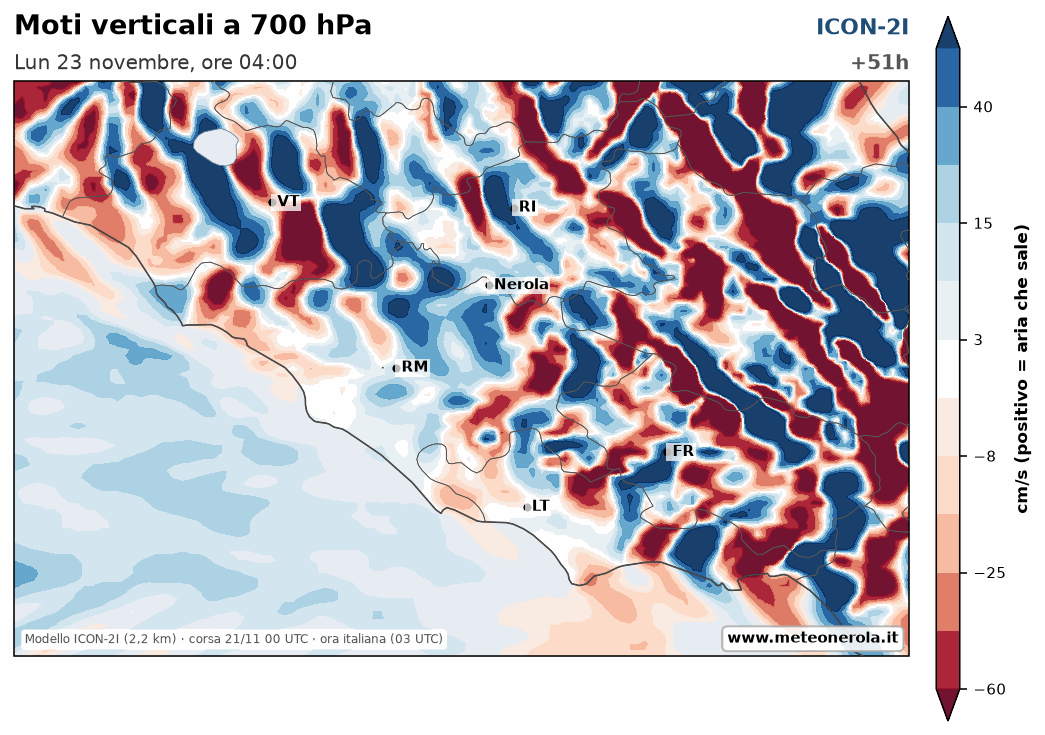 Moti verticali a 700 hPa
ICON-2I
Lun 23 novembre, ore 04:00
+51h
40
15
3
−8
−25
−60
cm/s (positivo = aria che sale)
VT
RI
Nerola
RM
FR
LT
Modello ICON-2I (2,2 km) · corsa 21/11 00 UTC · ora italiana (03 UTC)
www.meteonerola.it